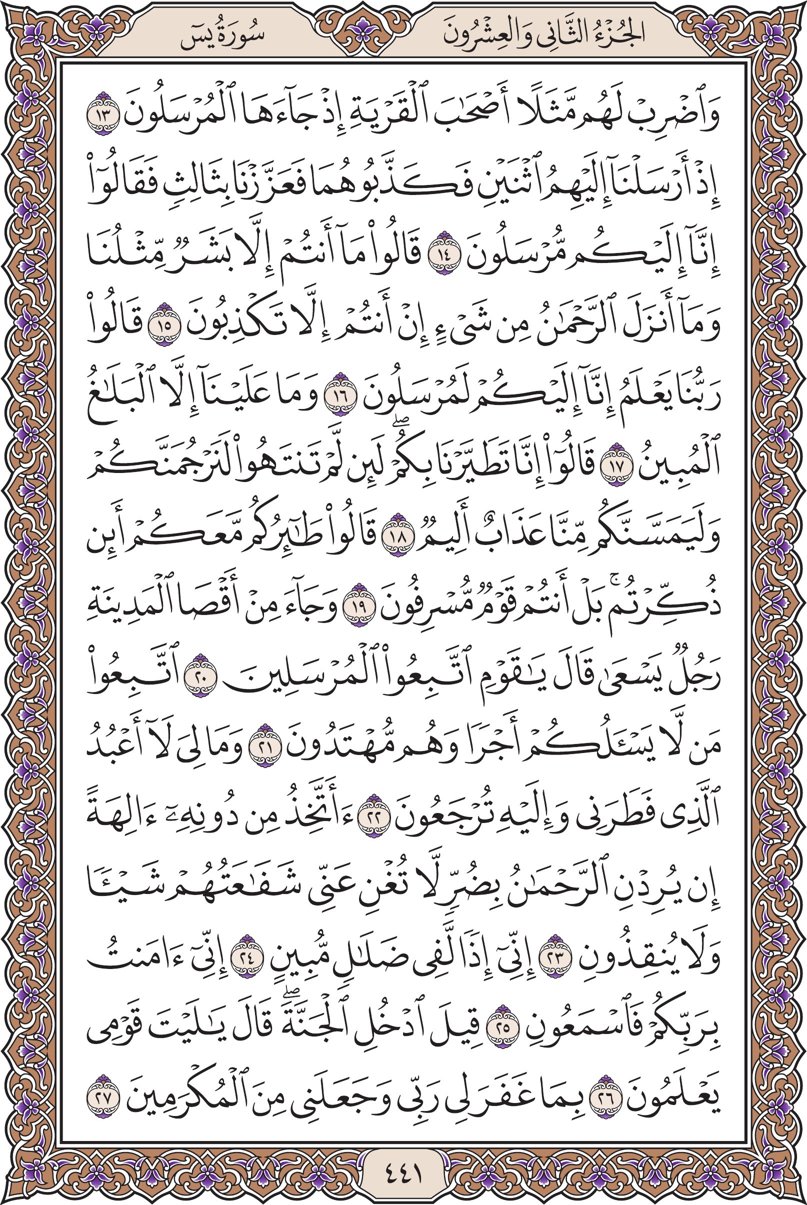 الجُزْءُ الثَّانِي وَالعِشْرُونَ
سُورَةُ يسٓ
وَٱضْرِبْ لَهُم مَّثَلًا أَصْحَٰبَ ٱلْقَرْيَةِ إِذْ جَآءَهَا ٱلْمُرْسَلُونَ ١٣
إِذْ أَرْسَلْنَآ إِلَيْهِمُ ٱثْنَيْنِ فَكَذَّبُوهُمَا فَعَزَّزْنَا بِثَالِثٍ فَقَالُوٓا۟
إِنَّآ إِلَيْكُم مُّرْسَلُونَ ١٤ قَالُوا۟ مَآ أَنتُمْ إِلَّا بَشَرٌ مِّثْلُنَا
وَمَآ أَنزَلَ ٱلرَّحْمَٰنُ مِن شَىْءٍ إِنْ أَنتُمْ إِلَّا تَكْذِبُونَ ١٥ قَالُوا۟
رَبُّنَا يَعْلَمُ إِنَّآ إِلَيْكُمْ لَمُرْسَلُونَ ١٦ وَمَا عَلَيْنَآ إِلَّا ٱلْبَلَٰغُ
ٱلْمُبِينُ ١٧ قَالُوٓا۟ إِنَّا تَطَيَّرْنَا بِكُمْ ۖ لَئِن لَّمْ تَنتَهُوا۟ لَنَرْجُمَنَّكُمْ
وَلَيَمَسَّنَّكُم مِّنَّا عَذَابٌ أَلِيمٌ ١٨ قَالُوا۟ طَٰٓئِرُكُم مَّعَكُمْ أَئِن
ذُكِّرْتُم ۚ بَلْ أَنتُمْ قَوْمٌ مُّسْرِفُونَ ١٩ وَجَآءَ مِنْ أَقْصَا ٱلْمَدِينَةِ
رَجُلٌ يَسْعَىٰ قَالَ يَٰقَوْمِ ٱتَّبِعُوا۟ ٱلْمُرْسَلِينَ ٢٠ ٱتَّبِعُوا۟
مَن لَّا يَسْـَٔلُكُمْ أَجْرًا وَهُم مُّهْتَدُونَ ٢١ وَمَا لِىَ لَآ أَعْبُدُ
ٱلَّذِى فَطَرَنِى وَإِلَيْهِ تُرْجَعُونَ ٢٢ ءَأَتَّخِذُ مِن دُونِهِۦٓ ءَالِهَةً
إِن يُرِدْنِ ٱلرَّحْمَٰنُ بِضُرٍّ لَّا تُغْنِ عَنِّى شَفَٰعَتُهُمْ شَيْـًٔا
وَلَا يُنقِذُونِ ٢٣ إِنِّىٓ إِذًا لَّفِى ضَلَٰلٍ مُّبِينٍ ٢٤ إِنِّىٓ ءَامَنتُ
بِرَبِّكُمْ فَٱسْمَعُونِ ٢٥ قِيلَ ٱدْخُلِ ٱلْجَنَّةَ ۖ قَالَ يَٰلَيْتَ قَوْمِى
يَعْلَمُونَ ٢٦ بِمَا غَفَرَ لِى رَبِّى وَجَعَلَنِى مِنَ ٱلْمُكْرَمِينَ ٢٧
٤٤١